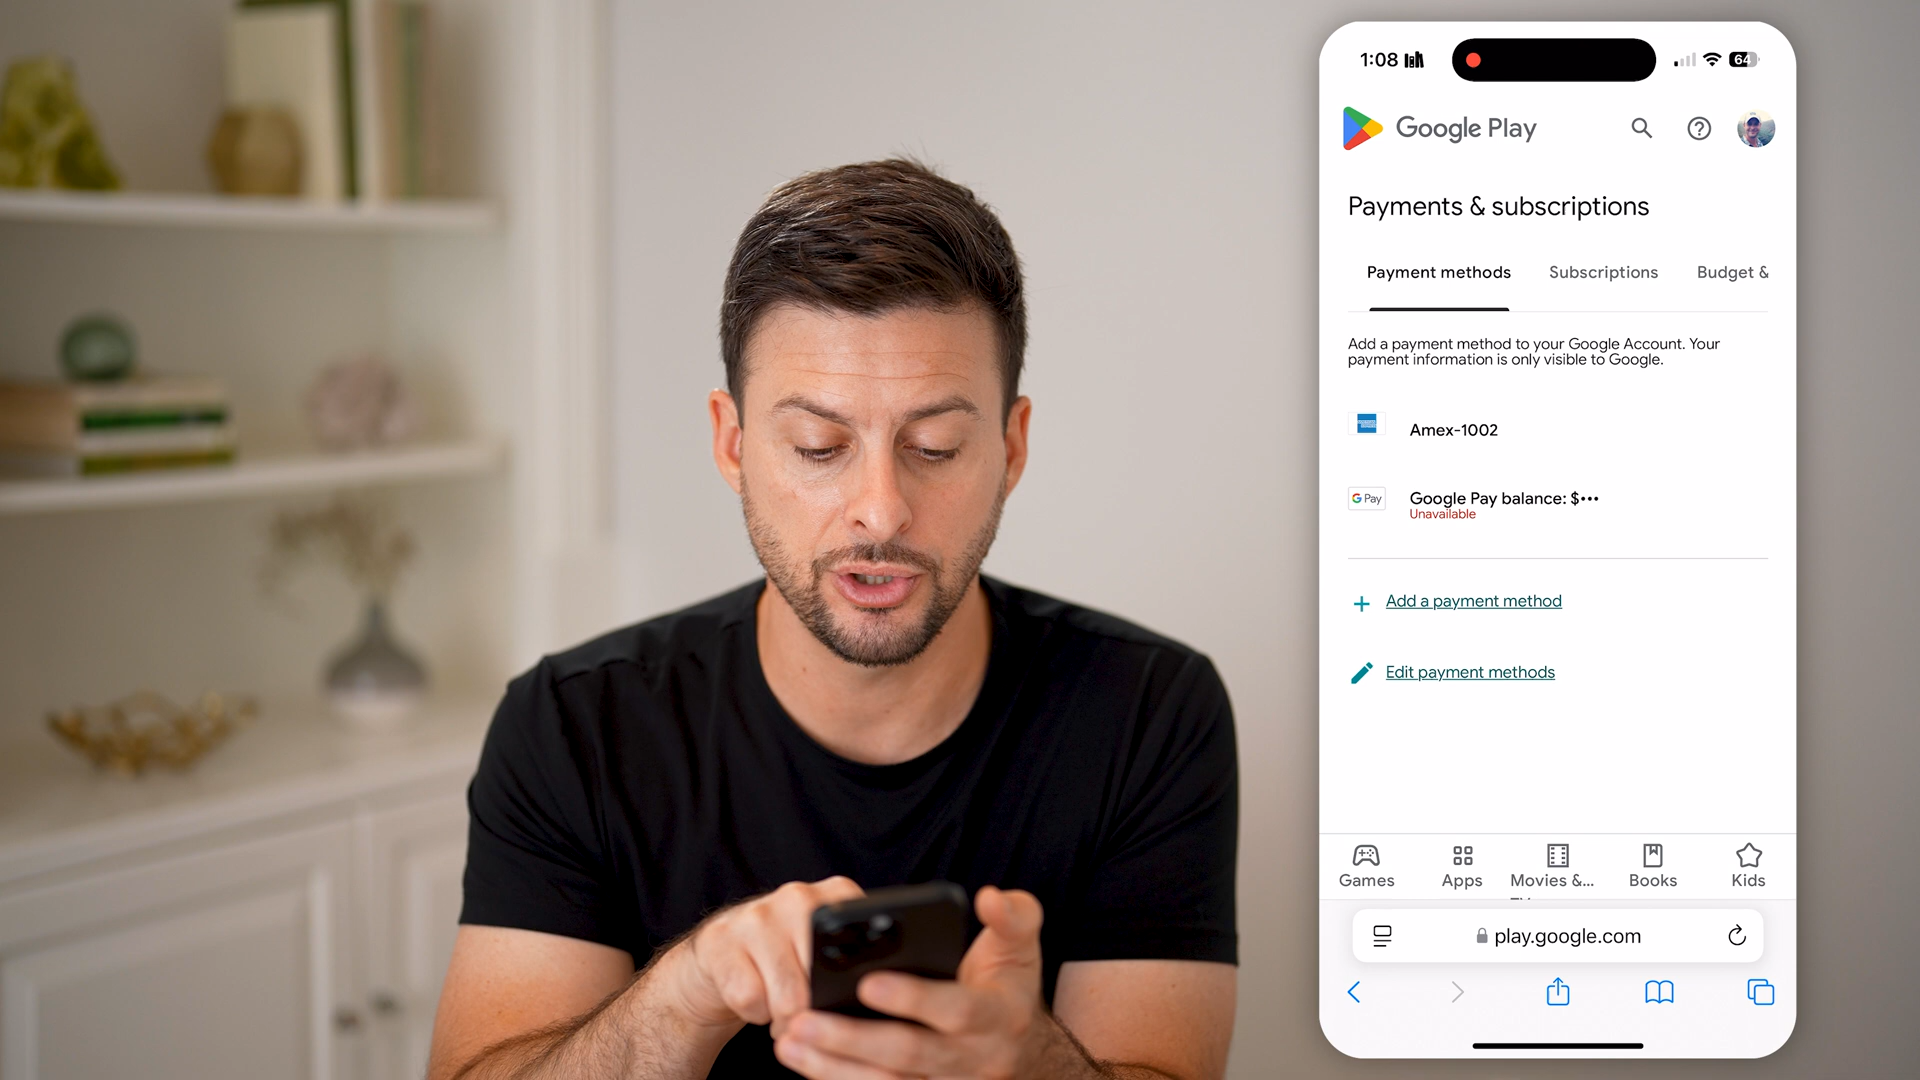 1:08
64
Google Play
Payments & subscriptions
Payment methods Subscriptions Budget &
Add a payment method to your Google Account. Your
payment information is only visible to Google.
Amex-1002
G Pay Google Pay balance: $•••
Unavailable
+ Add a payment method
Edit payment methods
Games Apps Movies &... Books Kids
play.google.com